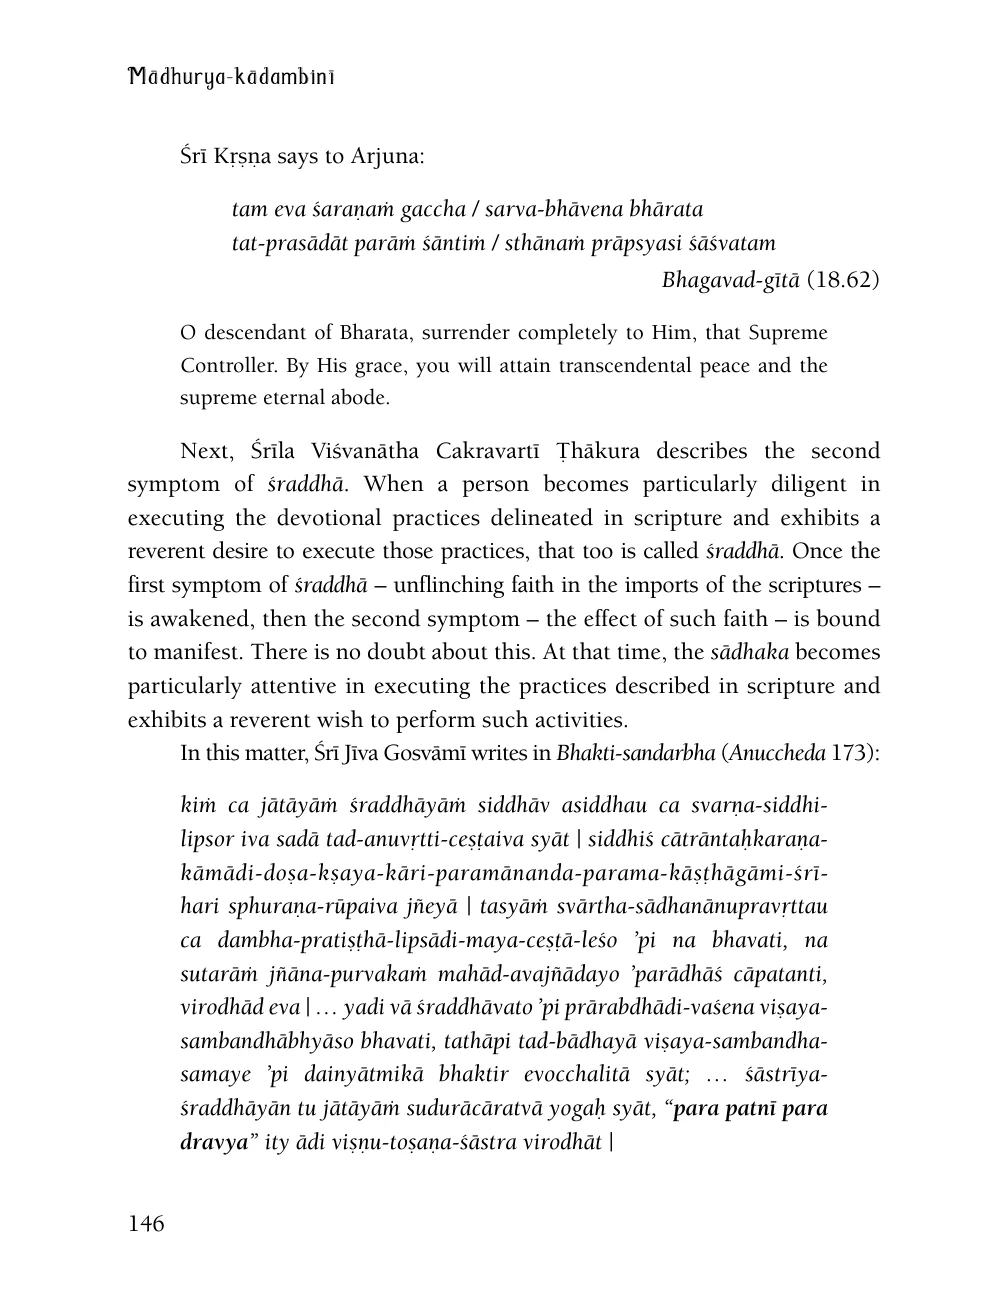 Mādhurya-kādambinī
Śrī Kṛṣṇa says to Arjuna:
tam eva śaraṇaṁ gaccha / sarva-bhāvena bhārata
tat-prasādāt parāṁ śāntiṁ / sthānaṁ prāpsyasi śāśvatam
Bhagavad-gītā (18.62)
O descendant of Bharata, surrender completely to Him, that Supreme
Controller. By His grace, you will attain transcendental peace and the
supreme eternal abode.
Next, Śrīla Viśvanātha Cakravartī Ṭhākura describes the second
symptom of śraddhā. When a person becomes particularly diligent in
executing the devotional practices delineated in scripture and exhibits a
reverent desire to execute those practices, that too is called śraddhā. Once the
first symptom of śraddhā – unflinching faith in the imports of the scriptures –
is awakened, then the second symptom – the effect of such faith – is bound
to manifest. There is no doubt about this. At that time, the sādhaka becomes
particularly attentive in executing the practices described in scripture and
exhibits a reverent wish to perform such activities.
In this matter, Śrī Jīva Gosvāmī writes in Bhakti-sandarbha (Anuccheda 173):
kiṁ ca jātāyāṁ śraddhāyāṁ siddhāv asiddhau ca svarṇa-siddhi-
lipsor iva sadā tad-anuvṛtti-ceṣṭaiva syāt | siddhiś cātrāntaḥkaraṇa-
kāmādi-doṣa-kṣaya-kāri-paramānanda-parama-kāṣṭhāgāmi-śrī-
hari sphuraṇa-rūpaiva jñeyā | tasyāṁ svārtha-sādhanānupravṛttau
ca dambha-pratiṣṭhā-lipsādi-maya-ceṣṭā-leśo ’pi na bhavati, na
sutarāṁ jñāna-purvakaṁ mahād-avajñādayo ’parādhāś cāpatanti,
virodhād eva | … yadi vā śraddhāvato ’pi prārabdhādi-vaśena viṣaya-
sambandhābhyāso bhavati, tathāpi tad-bādhayā viṣaya-sambandha-
samaye ’pi dainyātmikā bhaktir evocchalitā syāt; … śāstrīya-
śraddhāyān tu jātāyāṁ sudurācāratvā yogaḥ syāt, “para patnī para
dravya” ity ādi viṣṇu-toṣaṇa-śāstra virodhāt |
146